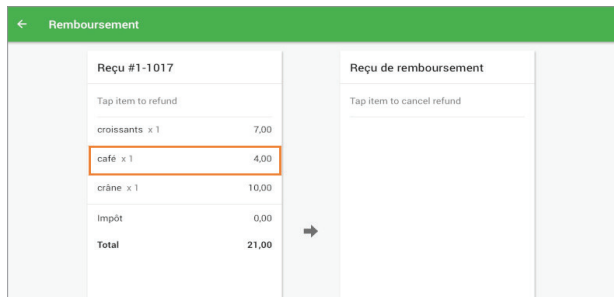 Remboursement
Reçu #1-1017
Tap item to refund
croissants x 1 7,00
café x 1 4,00
crâne x 1 10,00
Impôt 0,00
Total 21,00
Reçu de remboursement
Tap item to cancel refund